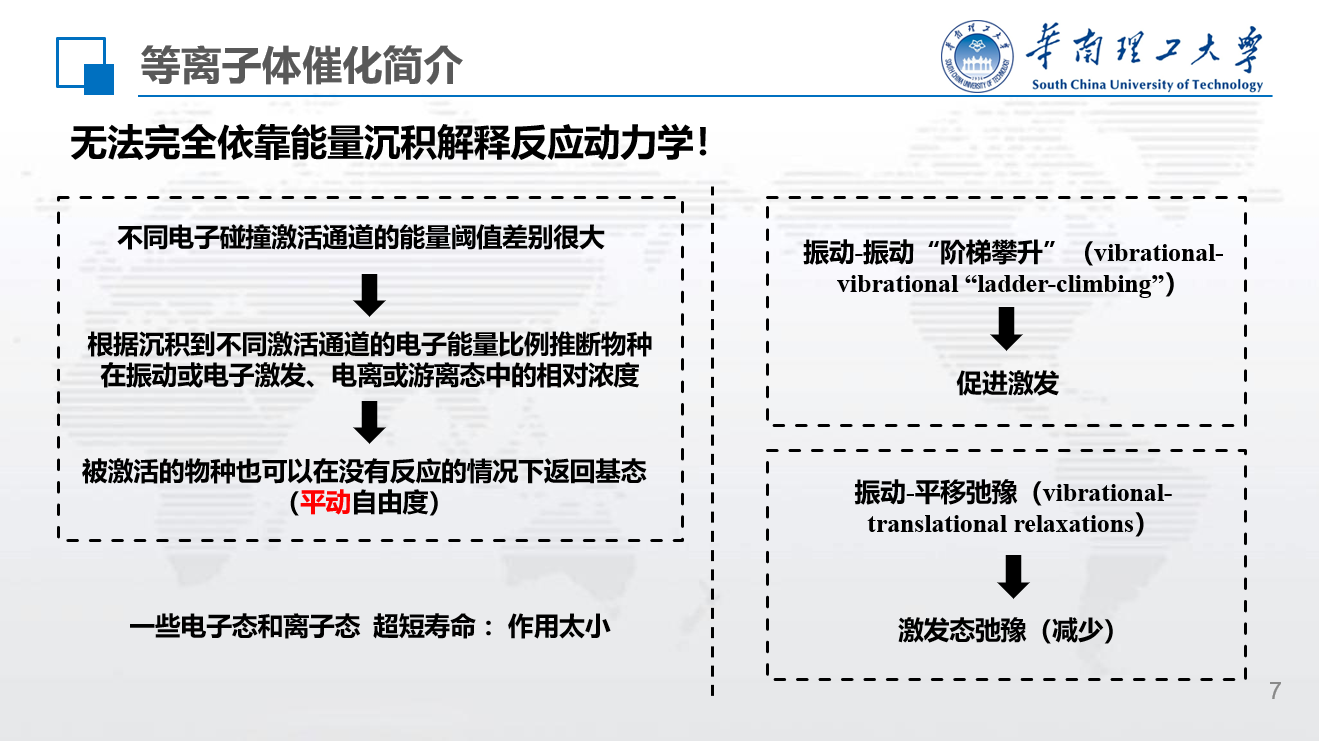 等离子体催化简介
华南理工大学
South China University of Technology
无法完全依靠能量沉积解释反应动力学！
不同电子碰撞激活通道的能量阈值差别很大
根据沉积到不同激活通道的电子能量比例推断物种
在振动或电子激发、电离或游离态中的相对浓度
被激活的物种也可以在没有反应的情况下返回基态
（平动自由度）
一些电子态和离子态 超短寿命： 作用太小
振动-振动“阶梯攀升”（vibrational-
vibrational “ladder-climbing”）
促进激发
振动-平移弛豫（vibrational-
translational relaxations）
激发态弛豫（减少）
7